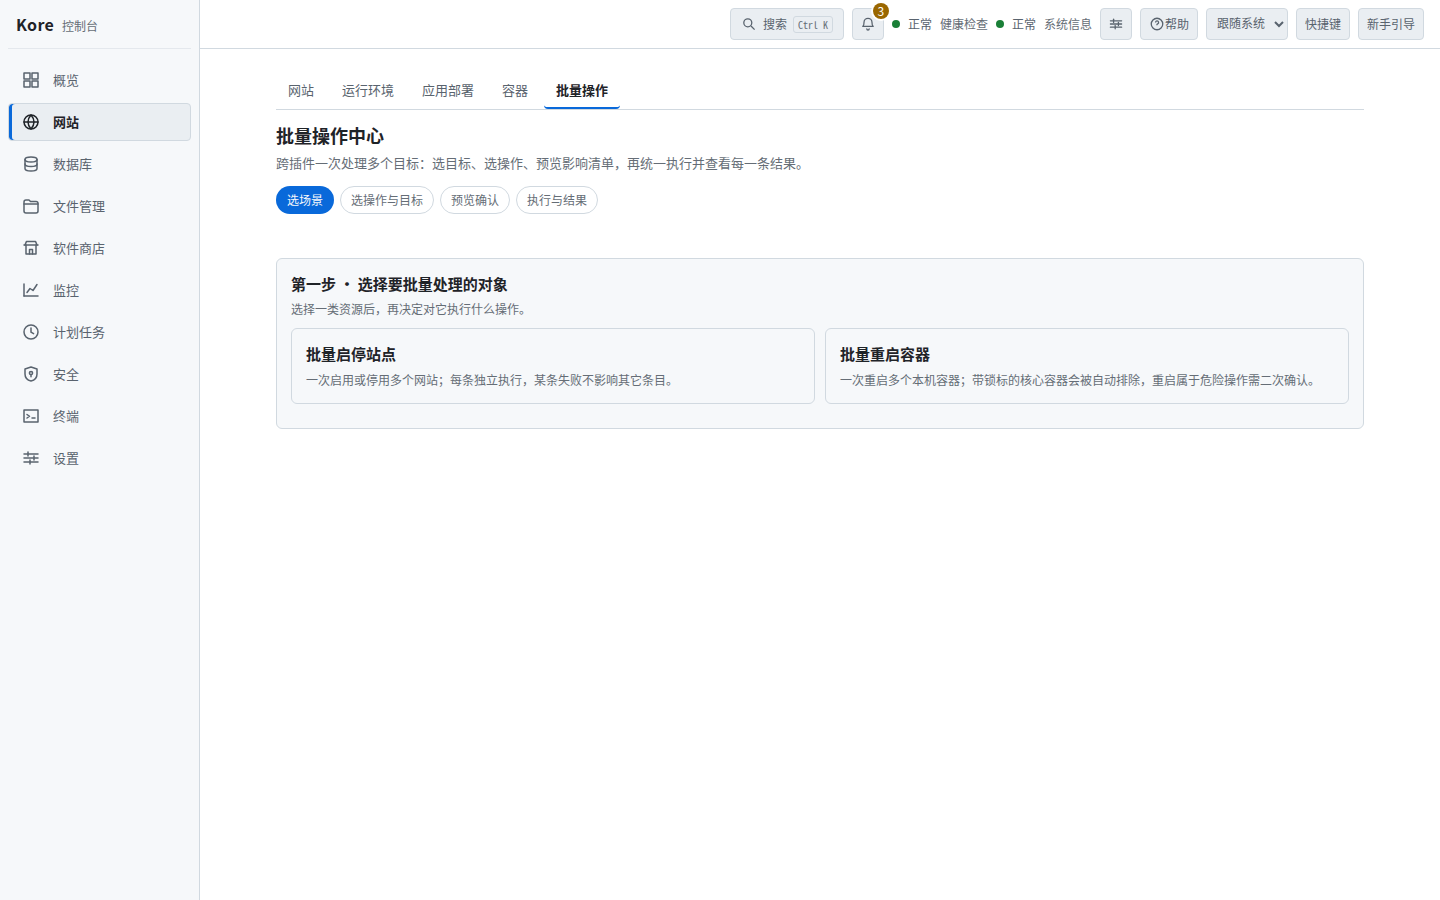 Kore 控制台
搜索 Ctrl K
3
正常 健康检查
正常 系统信息
帮助
跟随系统
快捷键
新手引导
概览
网站
数据库
文件管理
软件商店
监控
计划任务
安全
终端
设置
网站 运行环境 应用部署 容器 批量操作
批量操作中心
跨插件一次处理多个目标：选目标、选操作、预览影响清单，再统一执行并查看每一条结果。
选场景 选操作与目标 预览确认 执行与结果
第一步 · 选择要批量处理的对象
选择一类资源后，再决定对它执行什么操作。
批量启停站点
一次启用或停用多个网站；每条独立执行，某条失败不影响其它条目。
批量重启容器
一次重启多个本机容器；带锁标的核心容器会被自动排除，重启属于危险操作需二次确认。